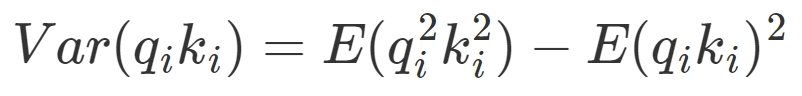 Var(q_i k_i) = E(q_i^2 k_i^2) − E(q_i k_i)^2